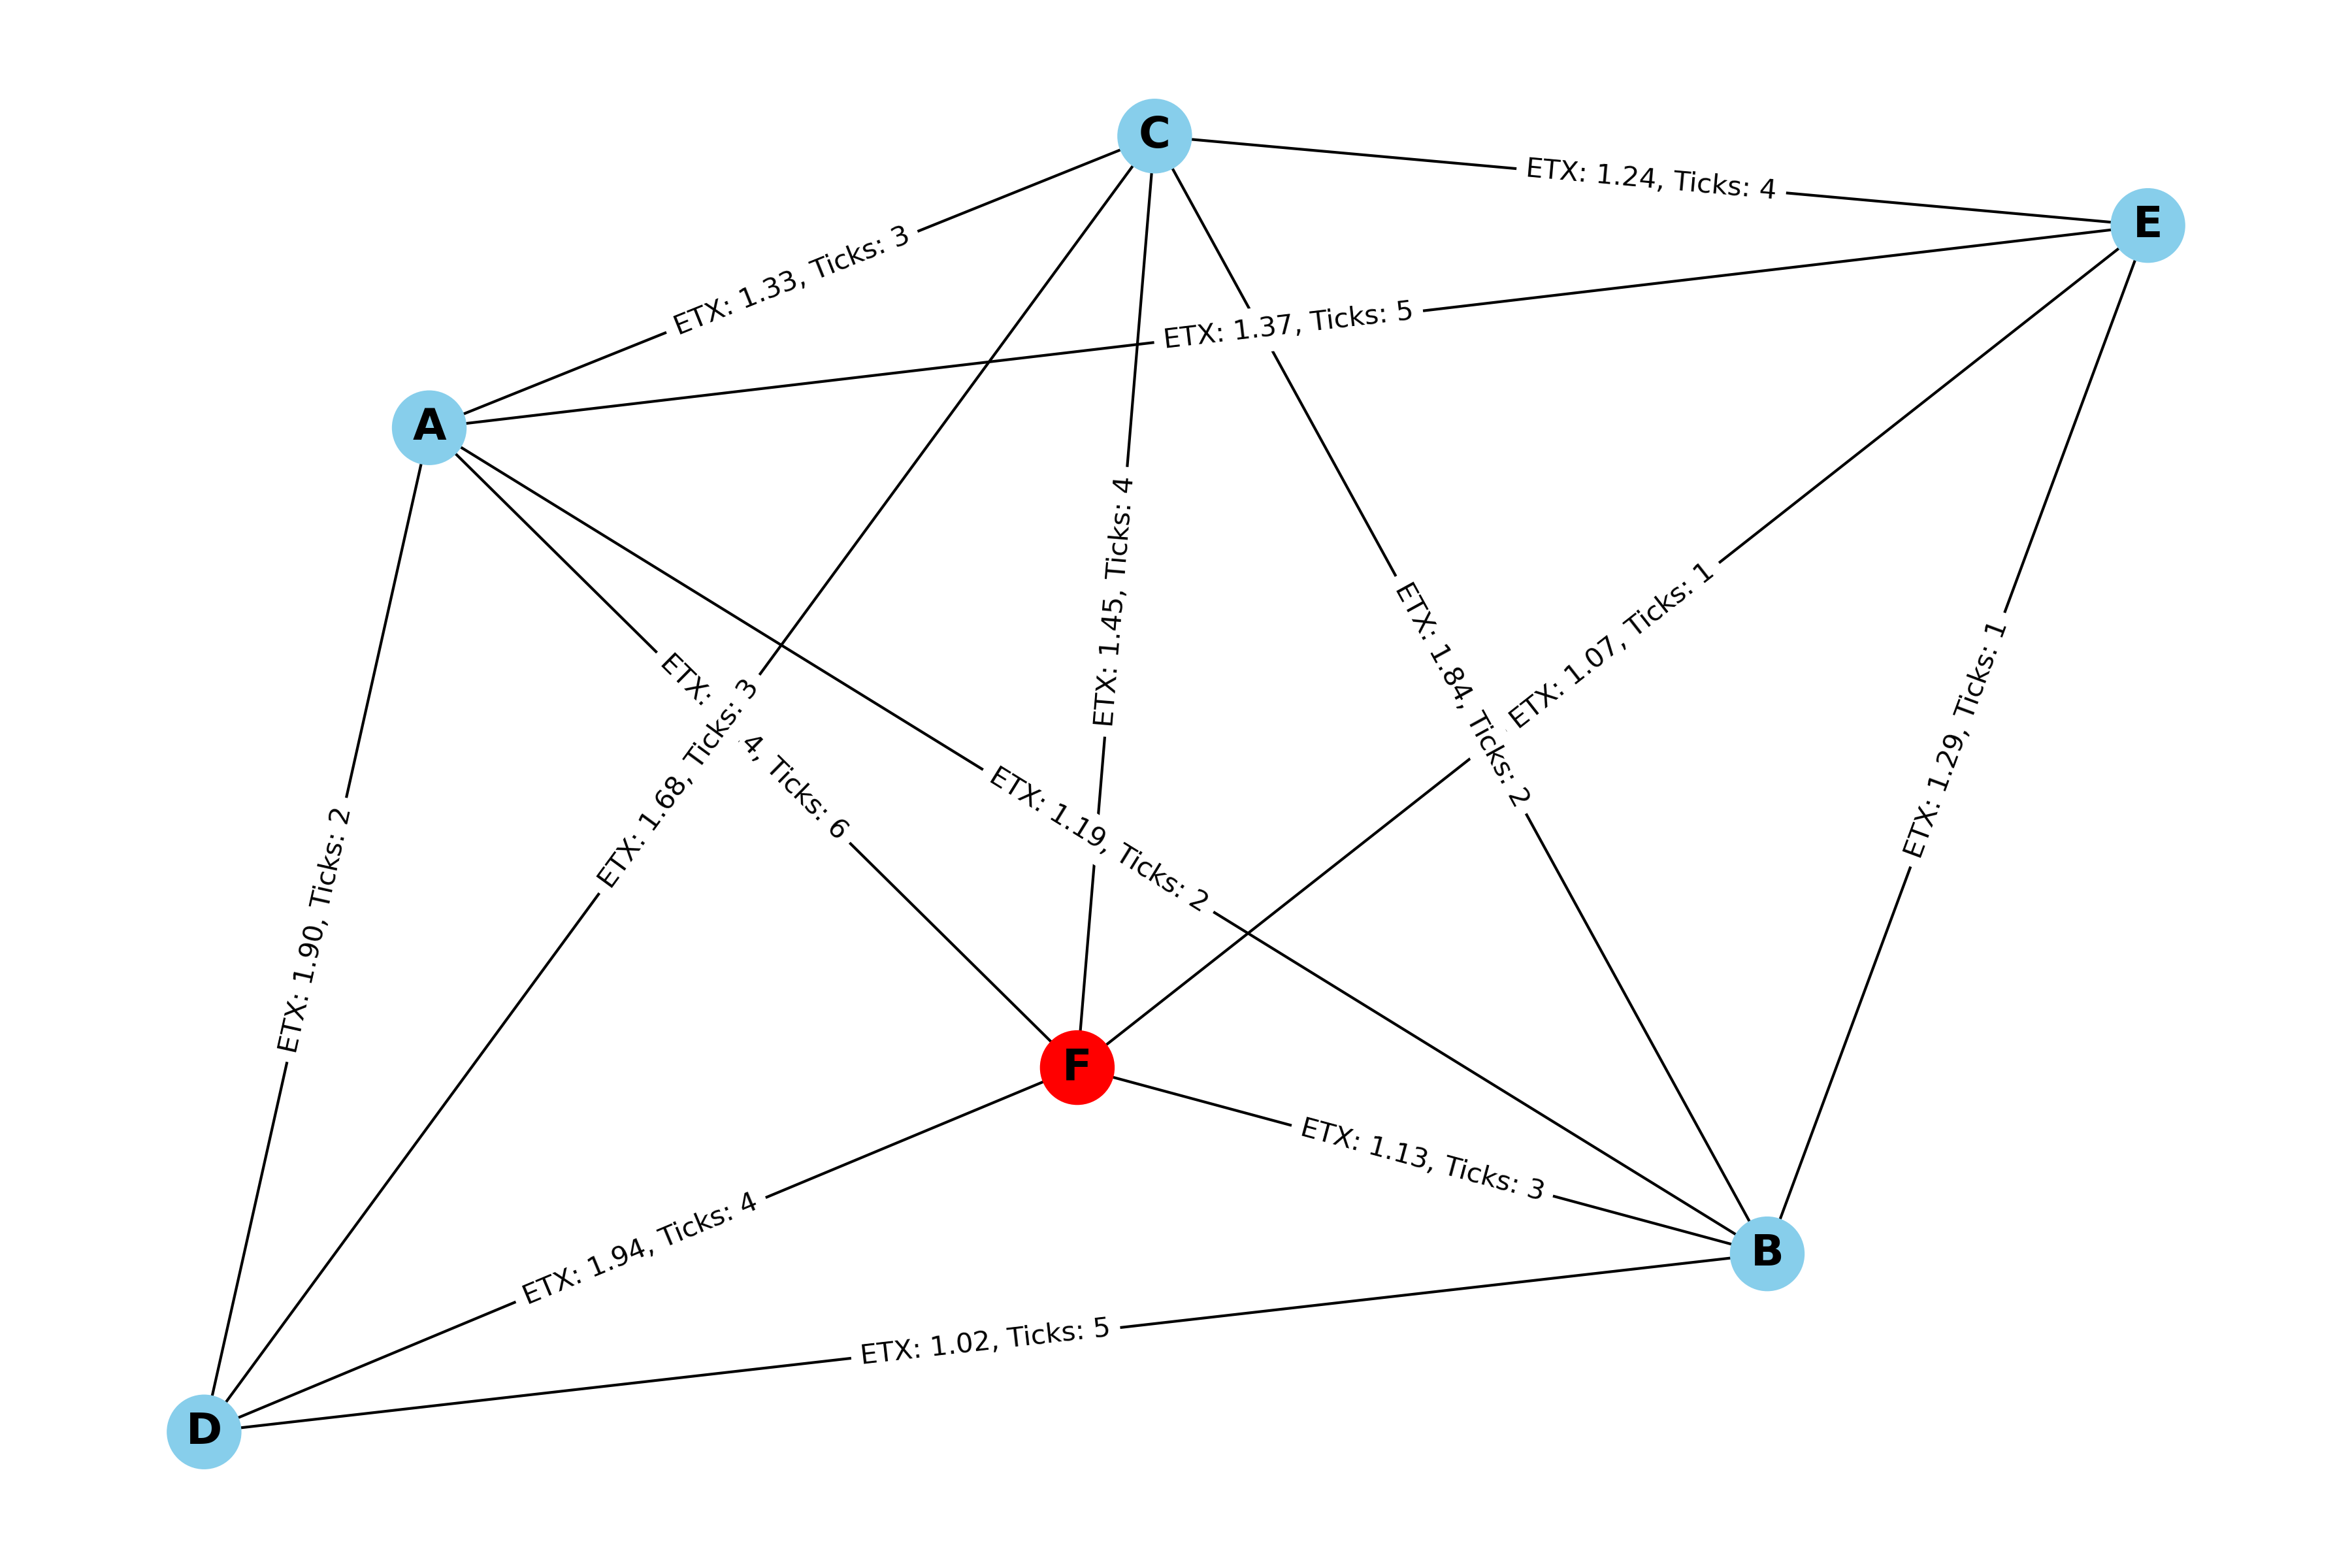 C
ETX: 1.24, Ticks: 4
E
ETX: 1.33, Ticks: 3
ETX: 1.37, Ticks: 5
A
ETX: 1.45, Ticks: 4
ETX: 1.84, Ticks: 2
ETX: 1.07, Ticks: 1
ETX: 1.29, Ticks: 1
ETX: 4, Ticks: 6
ETX: 1.68, Ticks: 3
ETX: 1.19, Ticks: 2
ETX: 1.90, Ticks: 2
F
ETX: 1.13, Ticks: 3
ETX: 1.94, Ticks: 4
B
ETX: 1.02, Ticks: 5
D